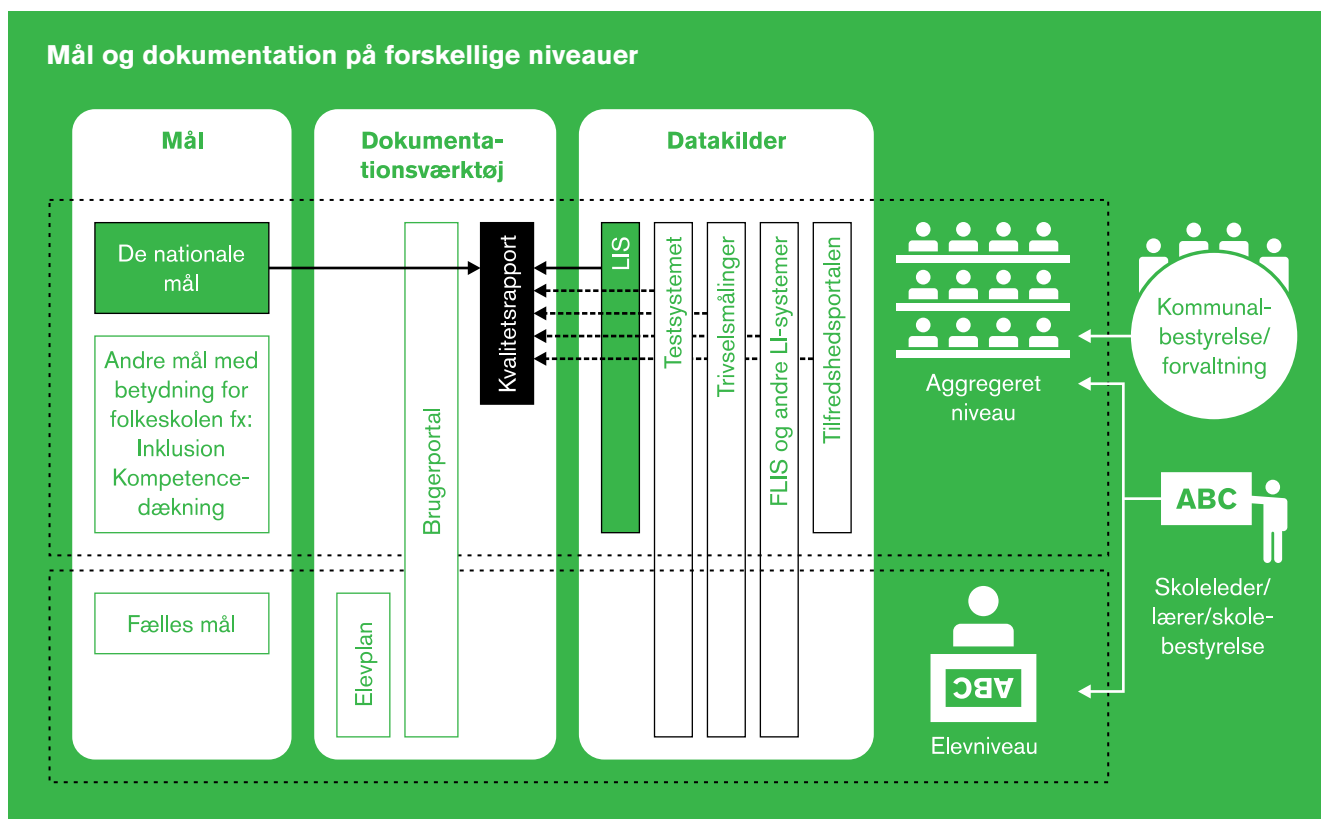 Mål og dokumentation på forskellige niveauer
Mål
De nationale
mål
Andre mål med
betydning for
folkeskolen fx:
Inklusion
Kompetence-
dækning
Fælles mål
Dokumenta-
tionsværktøj
Elevplan
Brugerportal
Kvalitetsrapport
Datakilder
LIS
Testsystemet
Trivselsmålinger
FLIS og andre LI-systemer
Tilfredshedsportalen
Aggregeret
niveau
ABC
Elevniveau
Kommunal-
bestyrelse/
forvaltning
ABC
Skoleleder/
lærer/skole-
bestyrelse